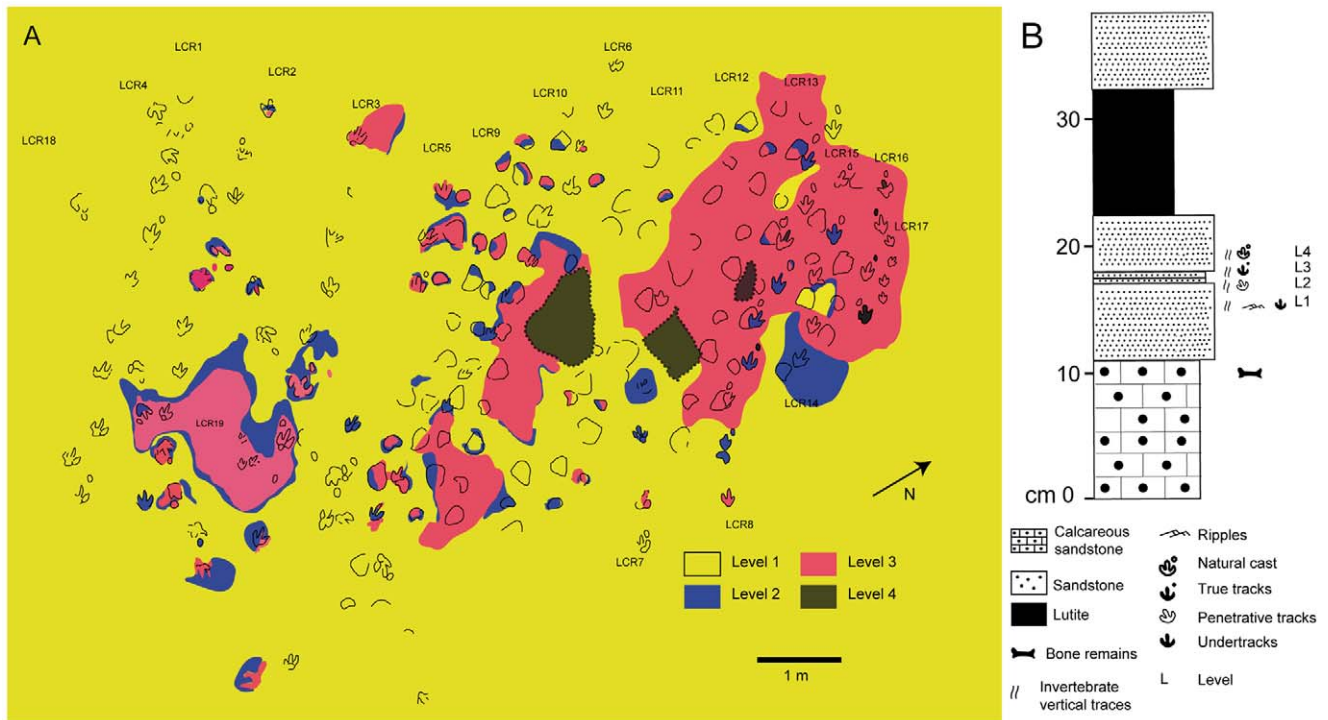 A
LCR1
LCR6
LCR4
LCR2
LCR12
LCR13
LCR3
LCR10
LCR11
LCR18
LCR5
LCR9
LCR15
LCR16
LCR17
LCR14
LCR19
N
LCR8
LCR7
Level 1
Level 3
Level 2
Level 4
1 m
B
30
20
L4
L3
L2
L1
10
cm 0
Calcareous
sandstone
Sandstone
Lutite
Bone remains
Invertebrate
vertical traces
Ripples
Natural cast
True tracks
Penetrative tracks
Undertracks
L Level